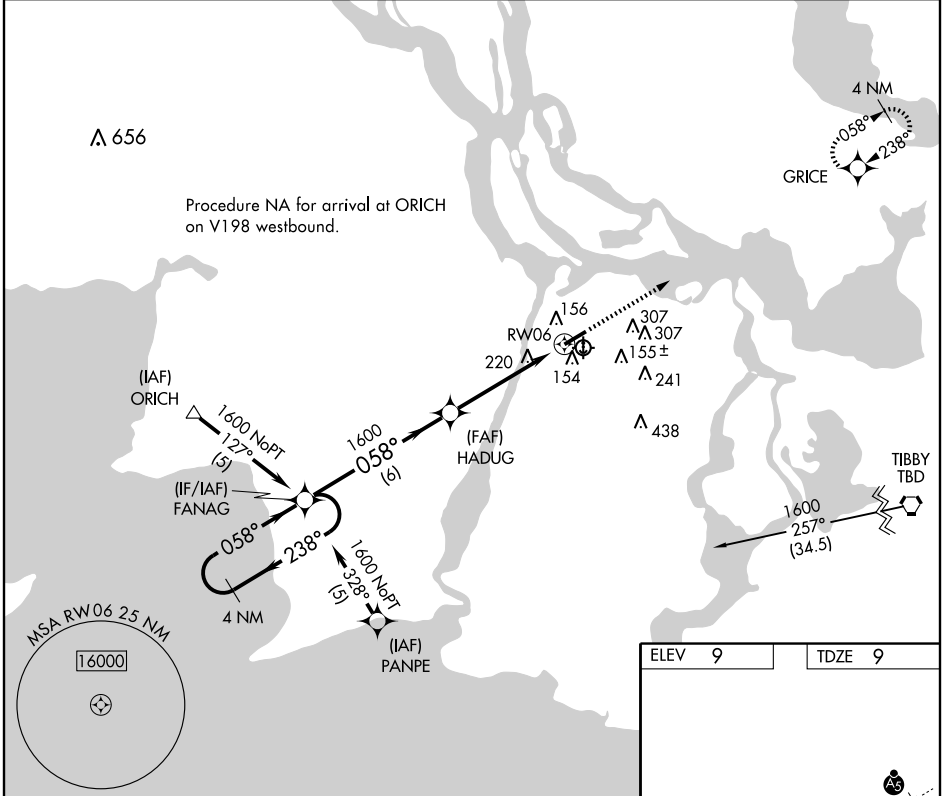 656
4 NM
058°
238°
GRICE
Procedure NA for arrival at ORICH
on V198 westbound.
156
RW06
307
307
220
154
155±
241
438
(IAF)
ORICH
1600 NoPT
127°
(5)
1600
058°
(6)
(FAF)
HADUG
(IF/IAF)
FANAG
058°
238°
4 NM
1600 NoPT
328°
(5)
(IAF)
PANPE
TIBBY
TBD
1600
257°
(34.5)
MSA RW06 25 NM
16000
ELEV 9
TDZE 9
A5